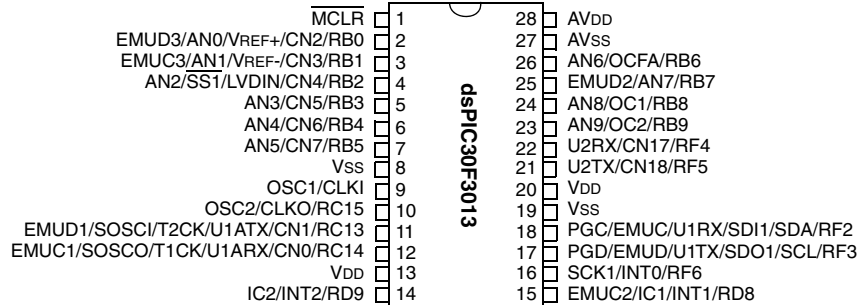 MCLR 1 28 AVDD
EMUD3/AN0/VREF+/CN2/RB0 2 27 AVSS
EMUC3/AN1/VREF-/CN3/RB1 3 26 AN6/OCFA/RB6
AN2/SS1/LVDIN/CN4/RB2 4 25 EMUD2/AN7/RB7
AN3/CN5/RB3 5 24 AN8/OC1/RB8
AN4/CN6/RB4 6 23 AN9/OC2/RB9
AN5/CN7/RB5 7 22 U2RX/CN17/RF4
VSS 8 21 U2TX/CN18/RF5
OSC1/CLKI 9 20 VDD
OSC2/CLKO/RC15 10 19 VSS
EMUD1/SOSCI/T2CK/U1ATX/CN1/RC13 11 18 PGC/EMUC/U1RX/SDI1/SDA/RF2
EMUC1/SOSCO/T1CK/U1ARX/CN0/RC14 12 17 PGD/EMUD/U1TX/SDO1/SCL/RF3
VDD 13 16 SCK1/INT0/RF6
IC2/INT2/RD9 14 15 EMUC2/IC1/INT1/RD8
dsPIC30F3013